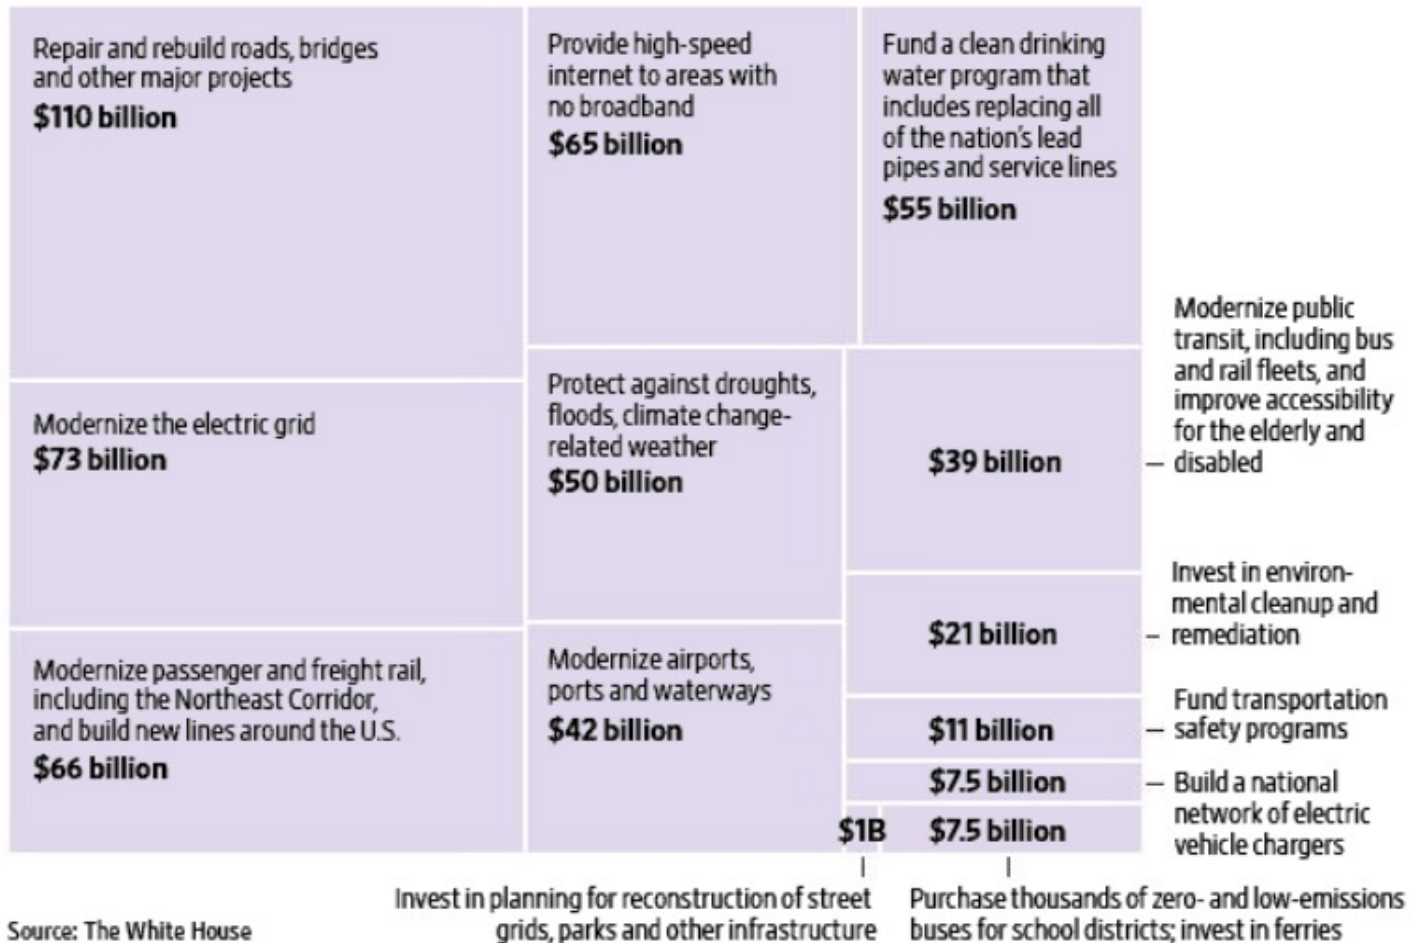 Repair and rebuild roads, bridges
and other major projects
$110 billion
Provide high-speed
internet to areas with
no broadband
$65 billion
Fund a clean drinking
water program that
includes replacing all
of the nation's lead
pipes and service lines
$55 billion
Modernize the electric grid
$73 billion
Protect against droughts,
floods, climate change-
related weather
$50 billion
$39 billion
Modernize public
transit, including bus
and rail fleets, and
improve accessibility
for the elderly and
disabled
$21 billion
Invest in environ-
mental cleanup and
remediation
Modernize passenger and freight rail,
including the Northeast Corridor,
and build new lines around the U.S.
$66 billion
Modernize airports,
ports and waterways
$42 billion
$11 billion
Fund transportation
safety programs
$7.5 billion
Build a national
network of electric
vehicle chargers
$1B
$7.5 billion
Invest in planning for reconstruction of street
grids, parks and other infrastructure
Purchase thousands of zero- and low-emissions
buses for school districts; invest in ferries
Source: The White House